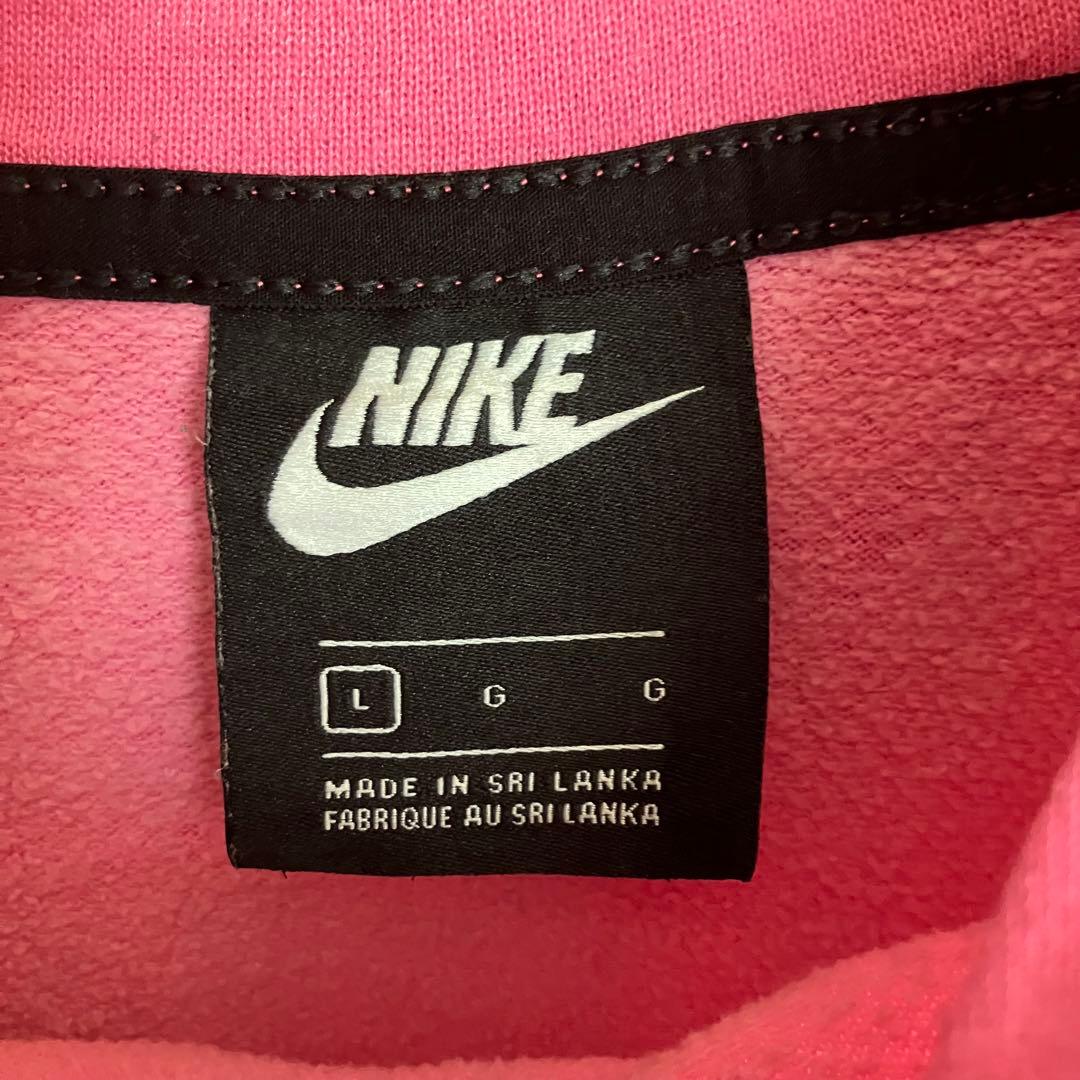 NIKE
L G G
MADE IN SRI LANKA
FABRIQUE AU SRI LANKA